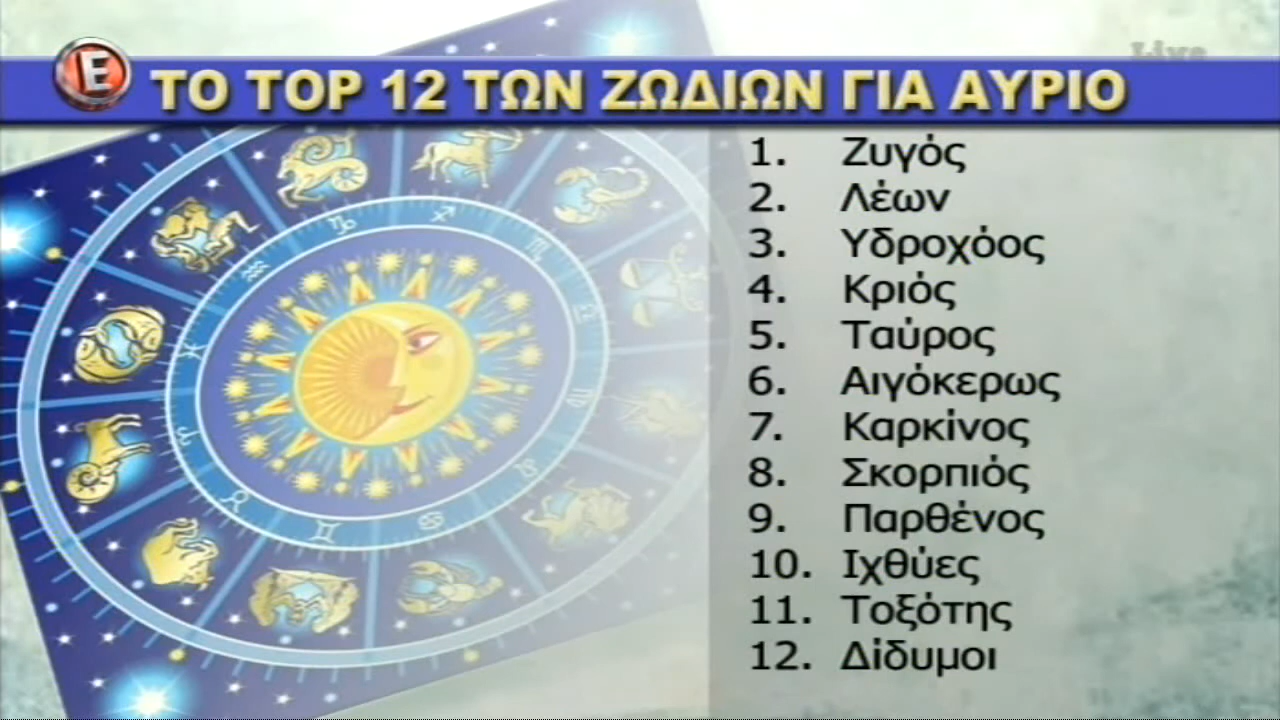 Live
E
ΤΟ TOP 12 ΤΩΝ ΖΩΔΙΩΝ ΓΙΑ ΑΥΡΙΟ
1. Ζυγός
2. Λέων
3. Υδροχόος
4. Κριός
5. Ταύρος
6. Αιγόκερως
7. Καρκίνος
8. Σκορπιός
9. Παρθένος
10. Ιχθύες
11. Τοξότης
12. Δίδυμοι